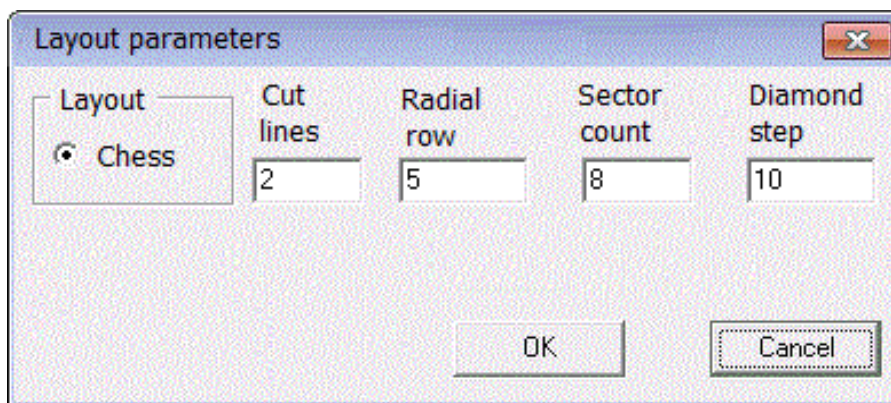 Layout parameters
Layout
Chess
Cut
lines
2
Radial
row
5
Sector
count
8
Diamond
step
10
OK
Cancel